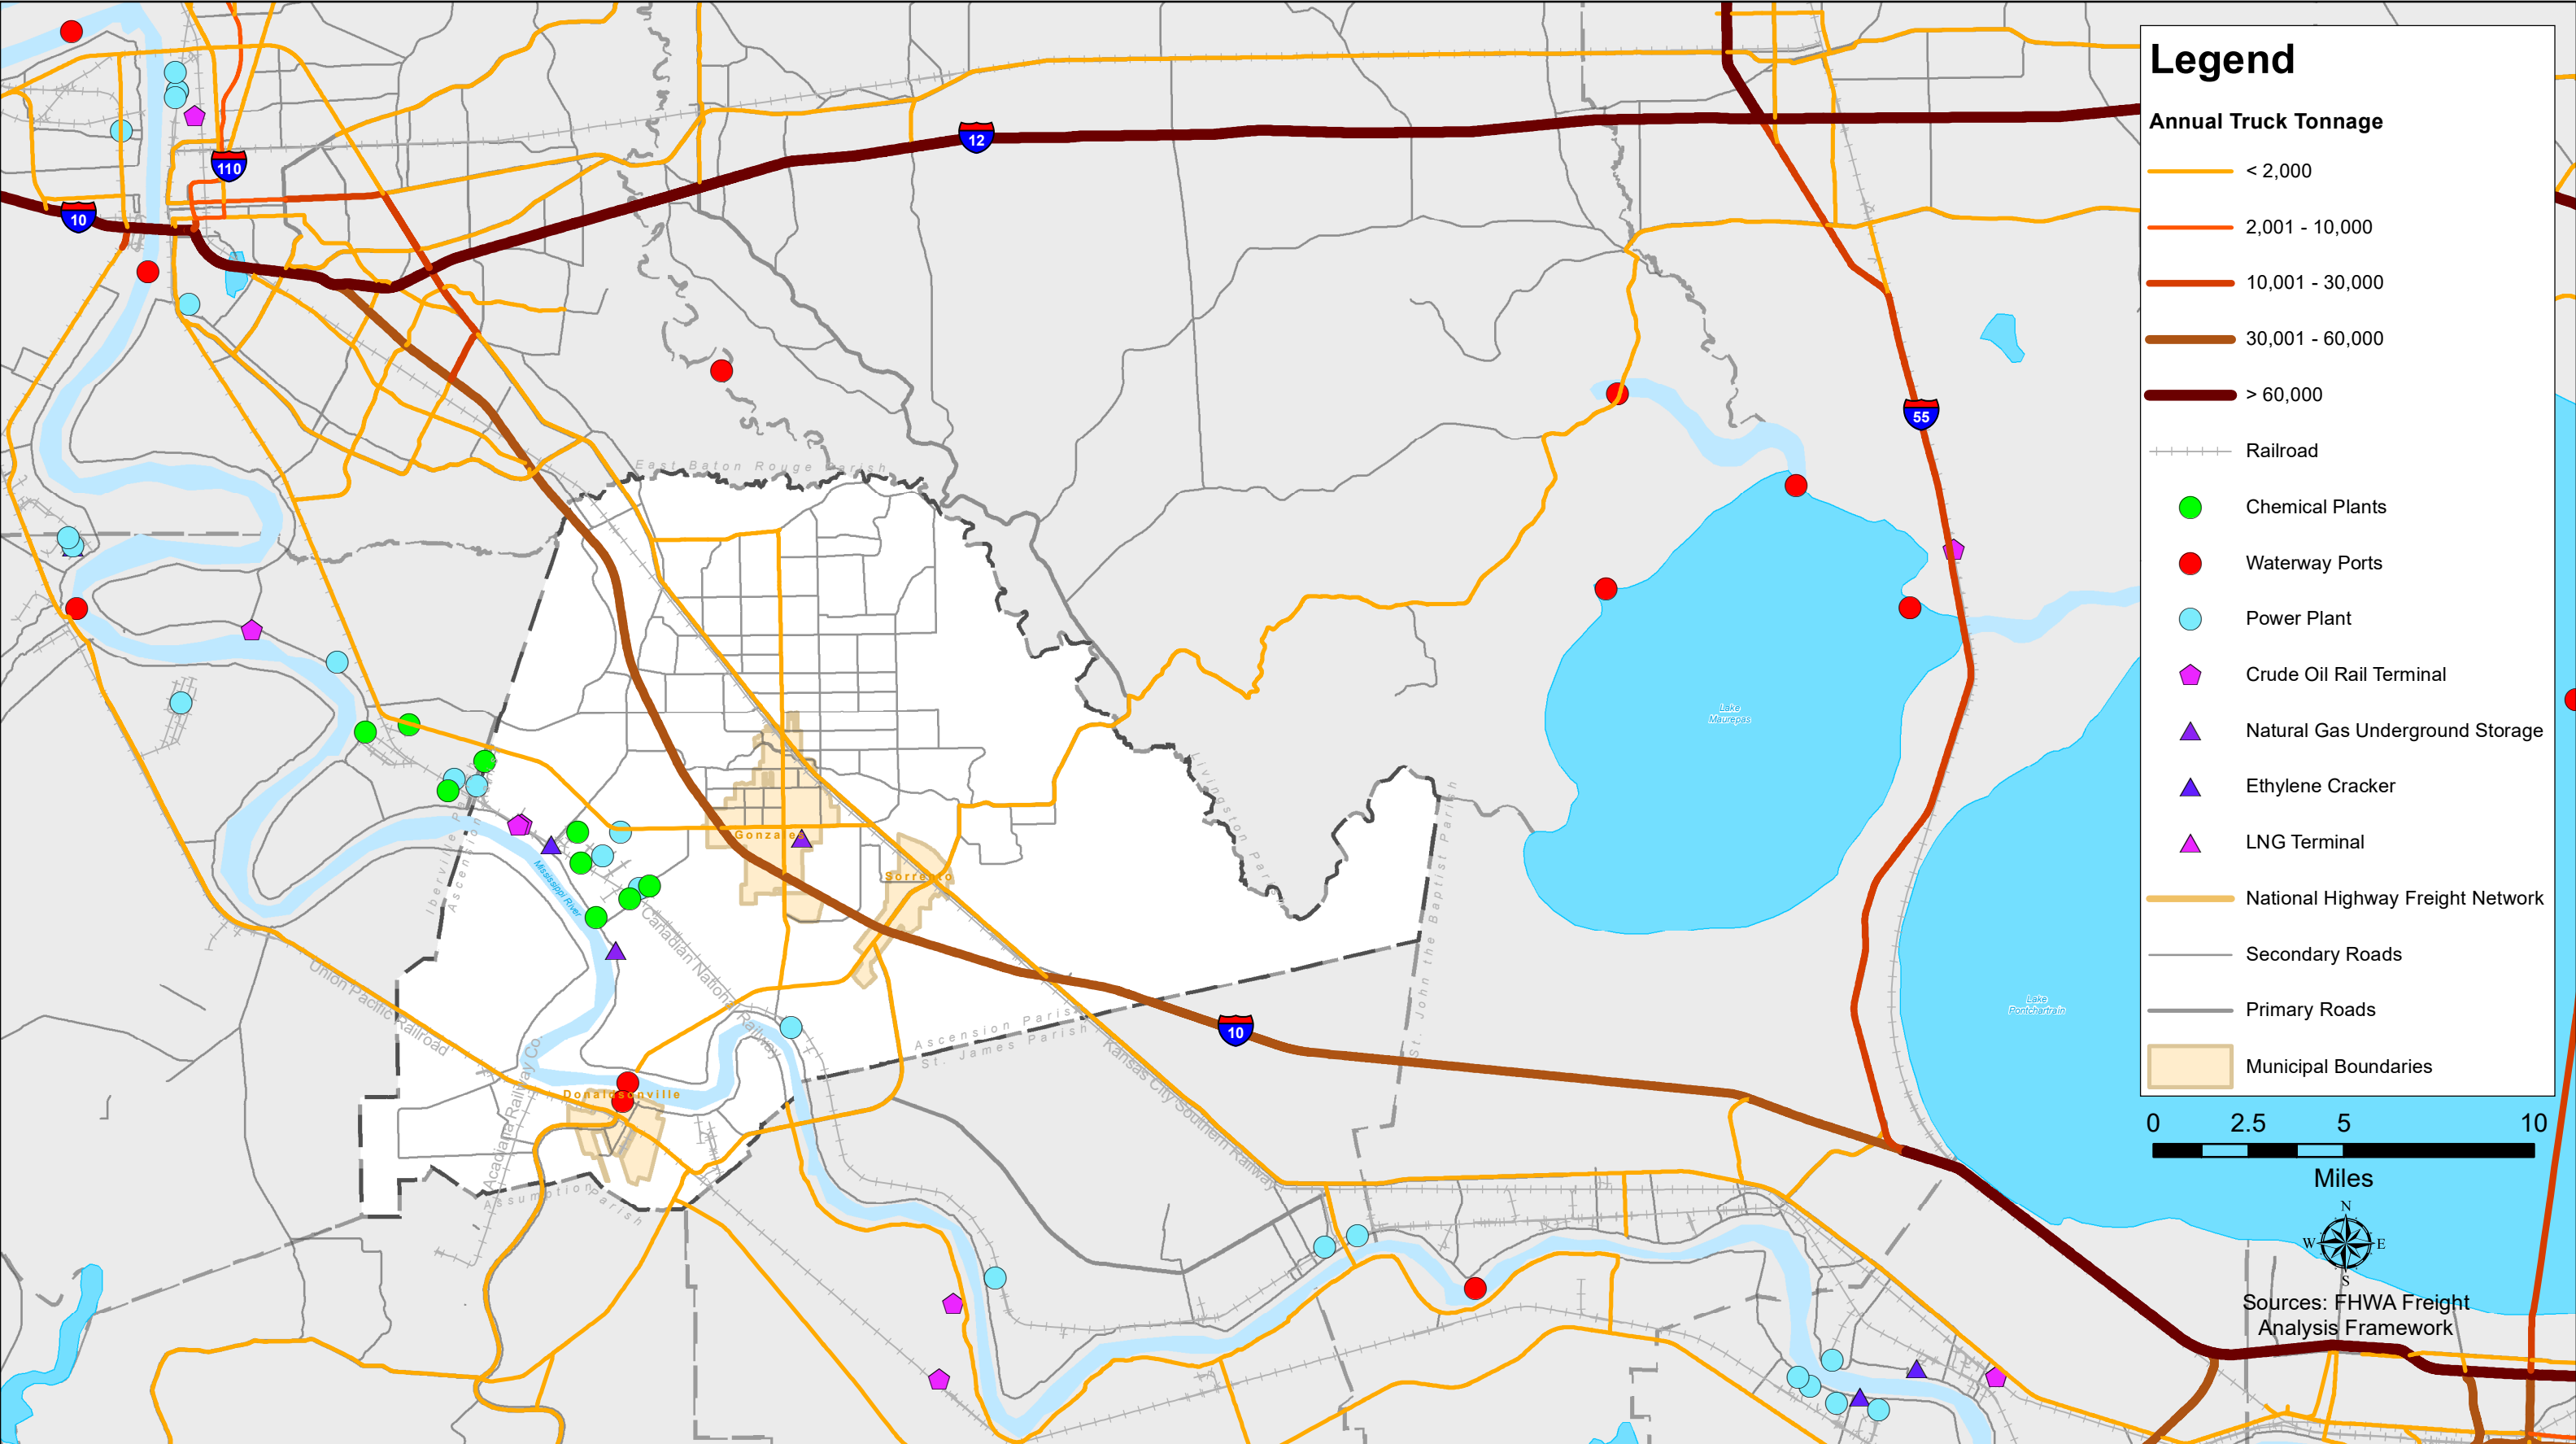 Legend
Annual Truck Tonnage
< 2,000
2,001 - 10,000
10,001 - 30,000
30,001 - 60,000
> 60,000
Railroad
Chemical Plants
Waterway Ports
Power Plant
Crude Oil Rail Terminal
Natural Gas Underground Storage
Ethylene Cracker
LNG Terminal
National Highway Freight Network
Secondary Roads
Primary Roads
Municipal Boundaries
0 2.5 5 10
Miles
N
W E
S
Sources: FHWA Freight
Analysis Framework
110
12
10
55
10
East Baton Rouge Parish
Livingston Parish
St. John the Baptist Parish
Ascension Parish
St. James Parish
Assumption Parish
Iberville Pa
Ascension
Lake
Maurepas
Lake
Pontchartrain
Mississippi River
Gonzales
Sorrento
Donaldsonville
Union Pacific Railroad
Canadian National Railway
Acadiana Railway Co.
Kansas City Southern Railway